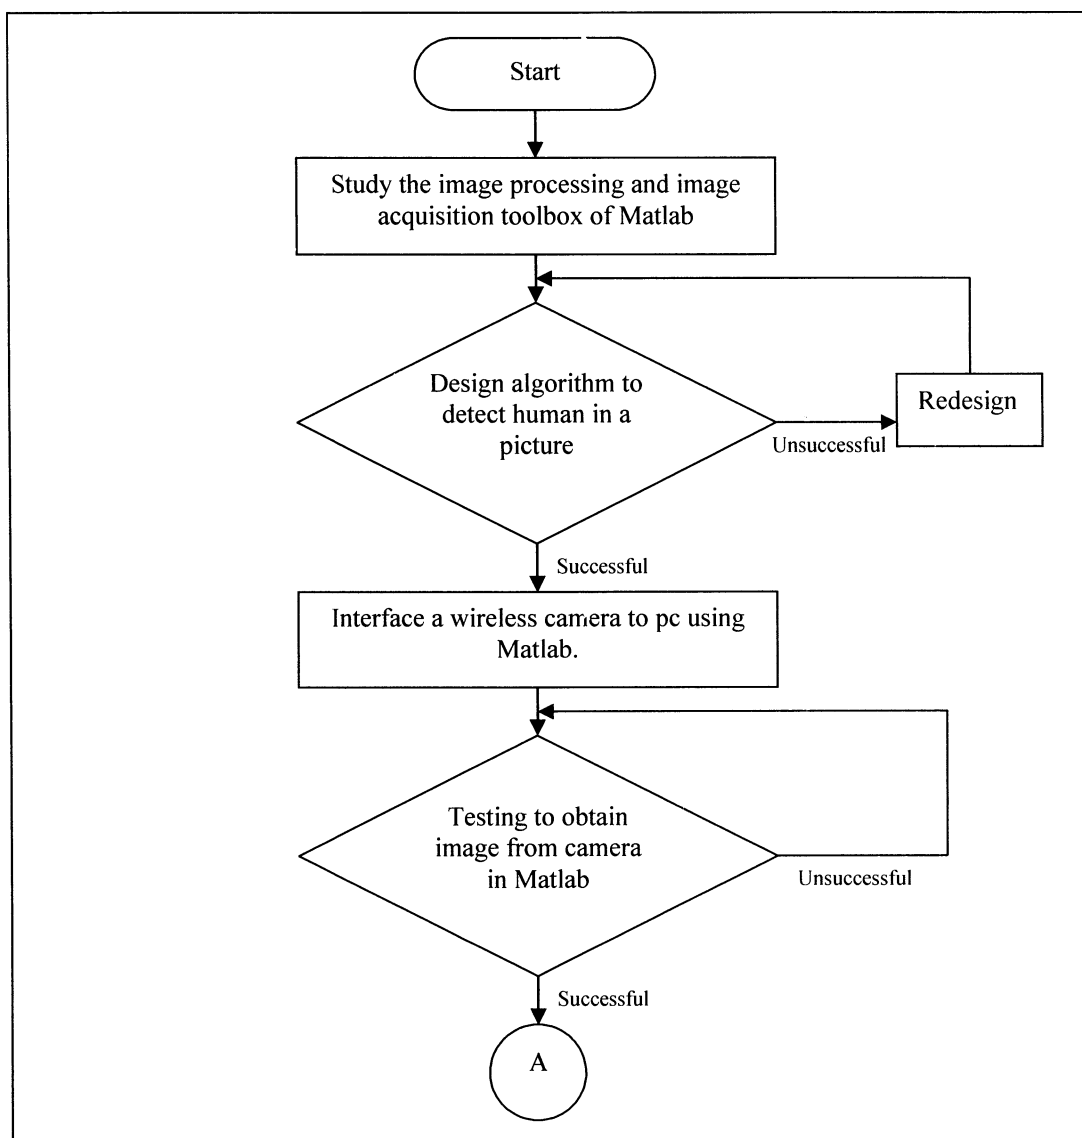 Start
Study the image processing and image
acquisition toolbox of Matlab
Design algorithm to
detect human in a
picture
Redesign
Unsuccessful
Successful
Interface a wireless camera to pc using
Matlab.
Testing to obtain
image from camera
in Matlab
Unsuccessful
Successful
A